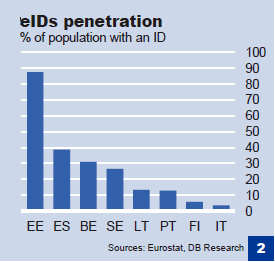 eIDs penetration
% of population with an ID
100
90
80
70
60
50
40
30
20
10
0
EE ES BE SE LT PT FI IT
Sources: Eurostat, DB Research 2